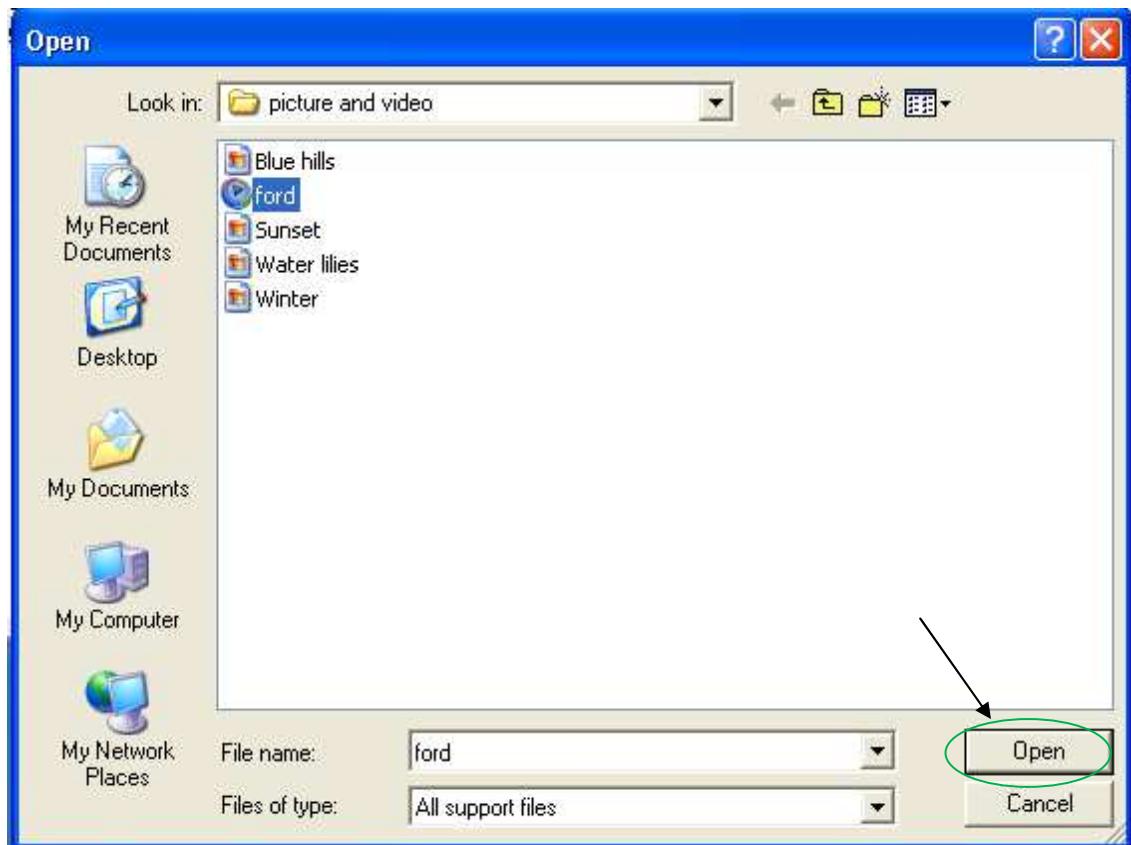 Open
Look in:
picture and video
Blue hills
ford
Sunset
Water lilies
Winter
My Recent
Documents
Desktop
My Documents
My Computer
My Network
Places
File name:
ford
Open
Files of type:
All support files
Cancel